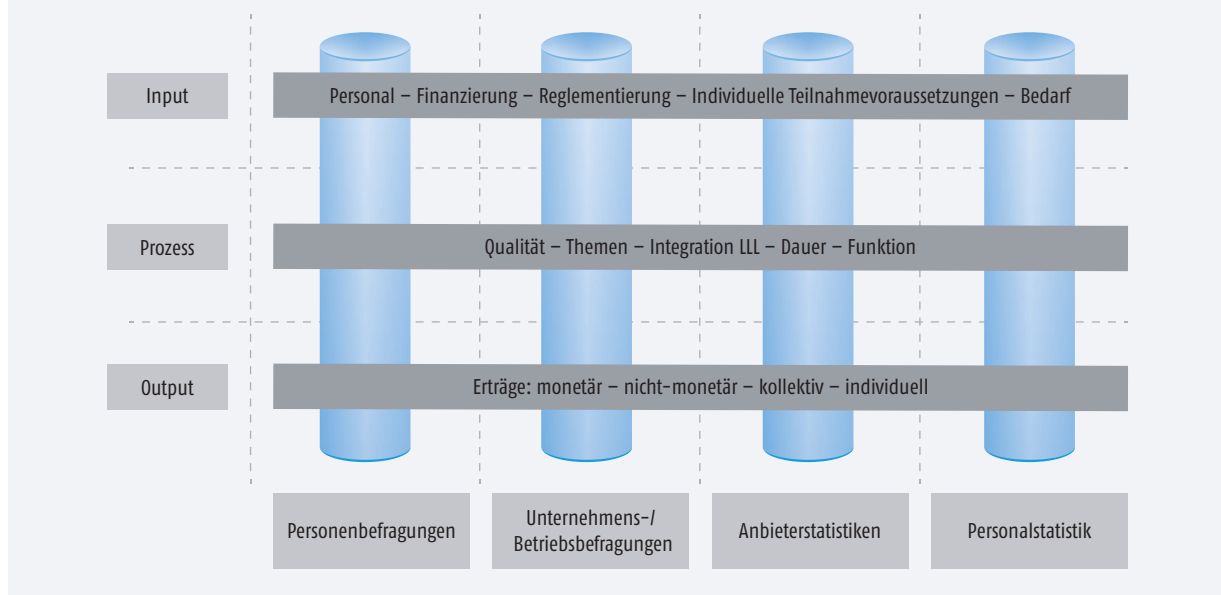 Input
Personal – Finanzierung – Reglementierung – Individuelle Teilnahmevoraussetzungen – Bedarf
Prozess
Qualität – Themen – Integration LLL – Dauer – Funktion
Output
Erträge: monetär – nicht-monetär – kollektiv – individuell
Personenbefragungen
Unternehmens-/
Betriebsbefragungen
Anbieterstatistiken
Personalstatistik